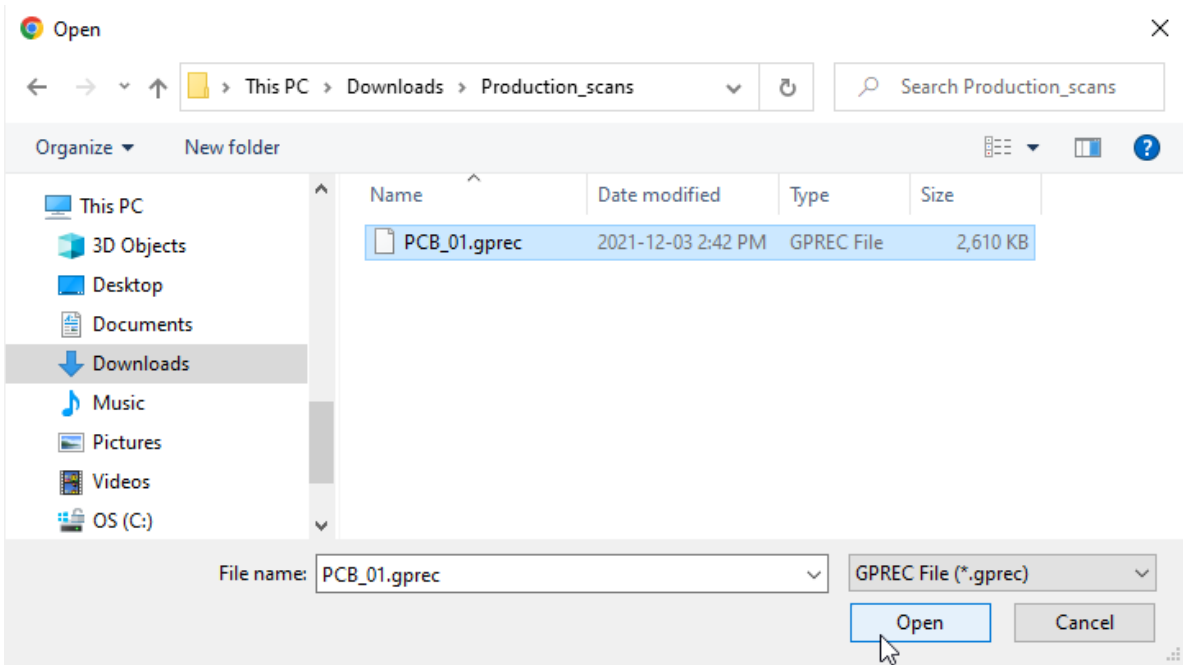 Open
This PC > Downloads > Production_scans
Search Production_scans
Organize
New folder
?
Name Date modified Type Size
PCB_01.gprec 2021-12-03 2:42 PM GPREC File 2,610 KB
This PC
3D Objects
Desktop
Documents
Downloads
Music
Pictures
Videos
OS (C:)
File name: PCB_01.gprec
GPREC File (*.gprec)
Open Cancel